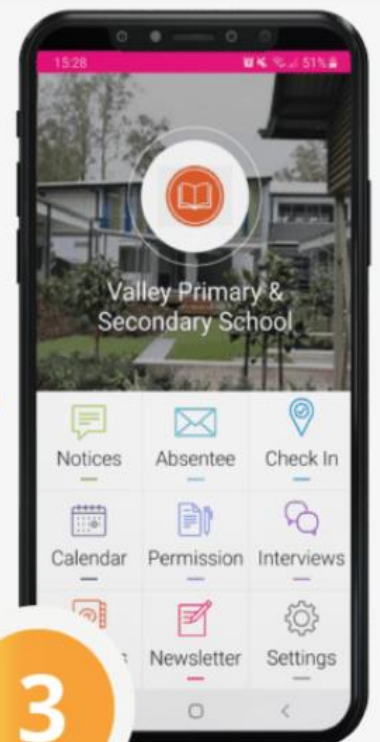 15:28 51%
Valley Primary &
Secondary School
Notices Absentee Check In
Calendar Permission Interviews
Newsletter Settings
3